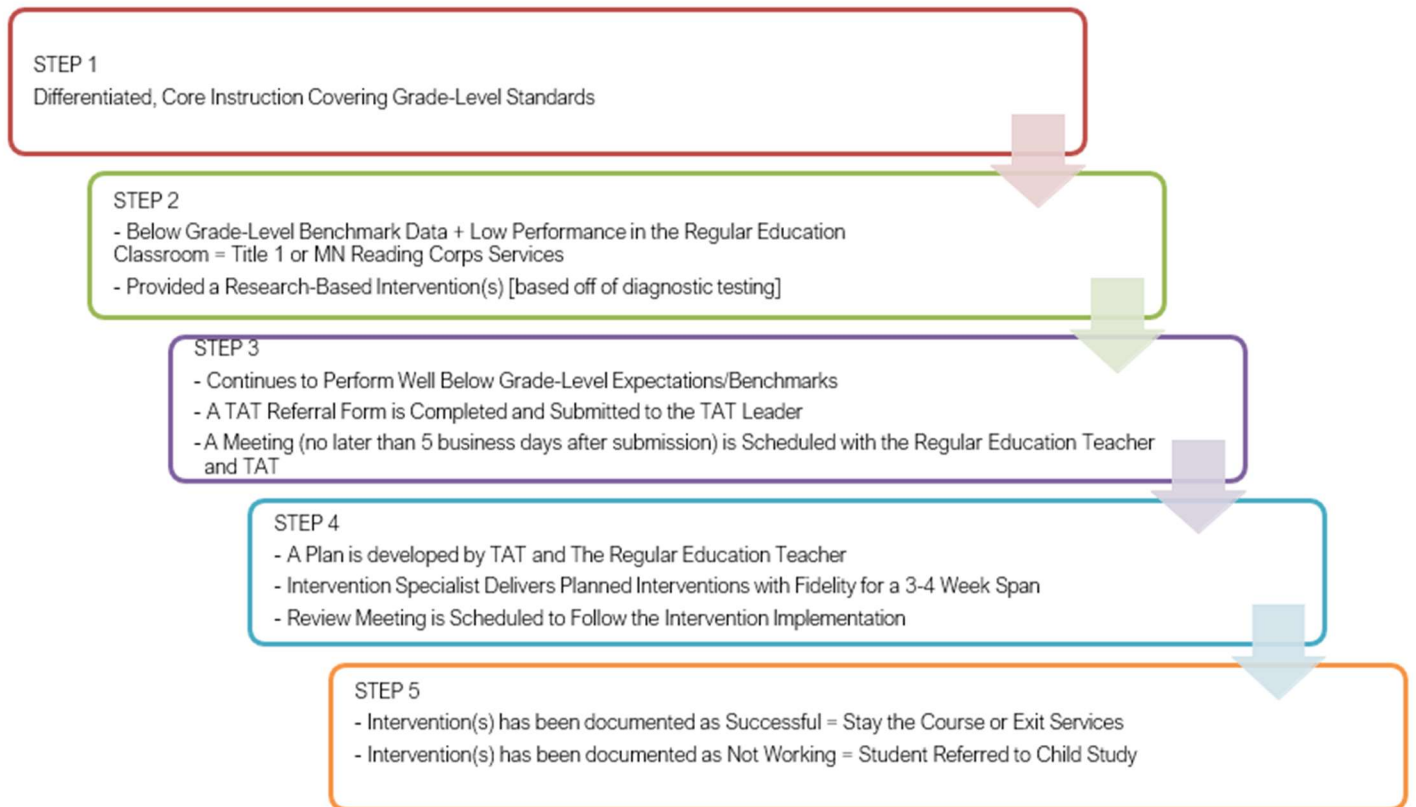 STEP 1
Differentiated, Core Instruction Covering Grade-Level Standards
STEP 2
- Below Grade-Level Benchmark Data + Low Performance in the Regular Education
Classroom = Title 1 or MN Reading Corps Services
- Provided a Research-Based Intervention(s) [based off of diagnostic testing]
STEP 3
- Continues to Perform Well Below Grade-Level Expectations/Benchmarks
- A TAT Referral Form is Completed and Submitted to the TAT Leader
- A Meeting (no later than 5 business days after submission) is Scheduled with the Regular Education Teacher
and TAT
STEP 4
- A Plan is developed by TAT and The Regular Education Teacher
- Intervention Specialist Delivers Planned Interventions with Fidelity for a 3-4 Week Span
- Review Meeting is Scheduled to Follow the Intervention Implementation
STEP 5
- Intervention(s) has been documented as Successful = Stay the Course or Exit Services
- Intervention(s) has been documented as Not Working = Student Referred to Child Study